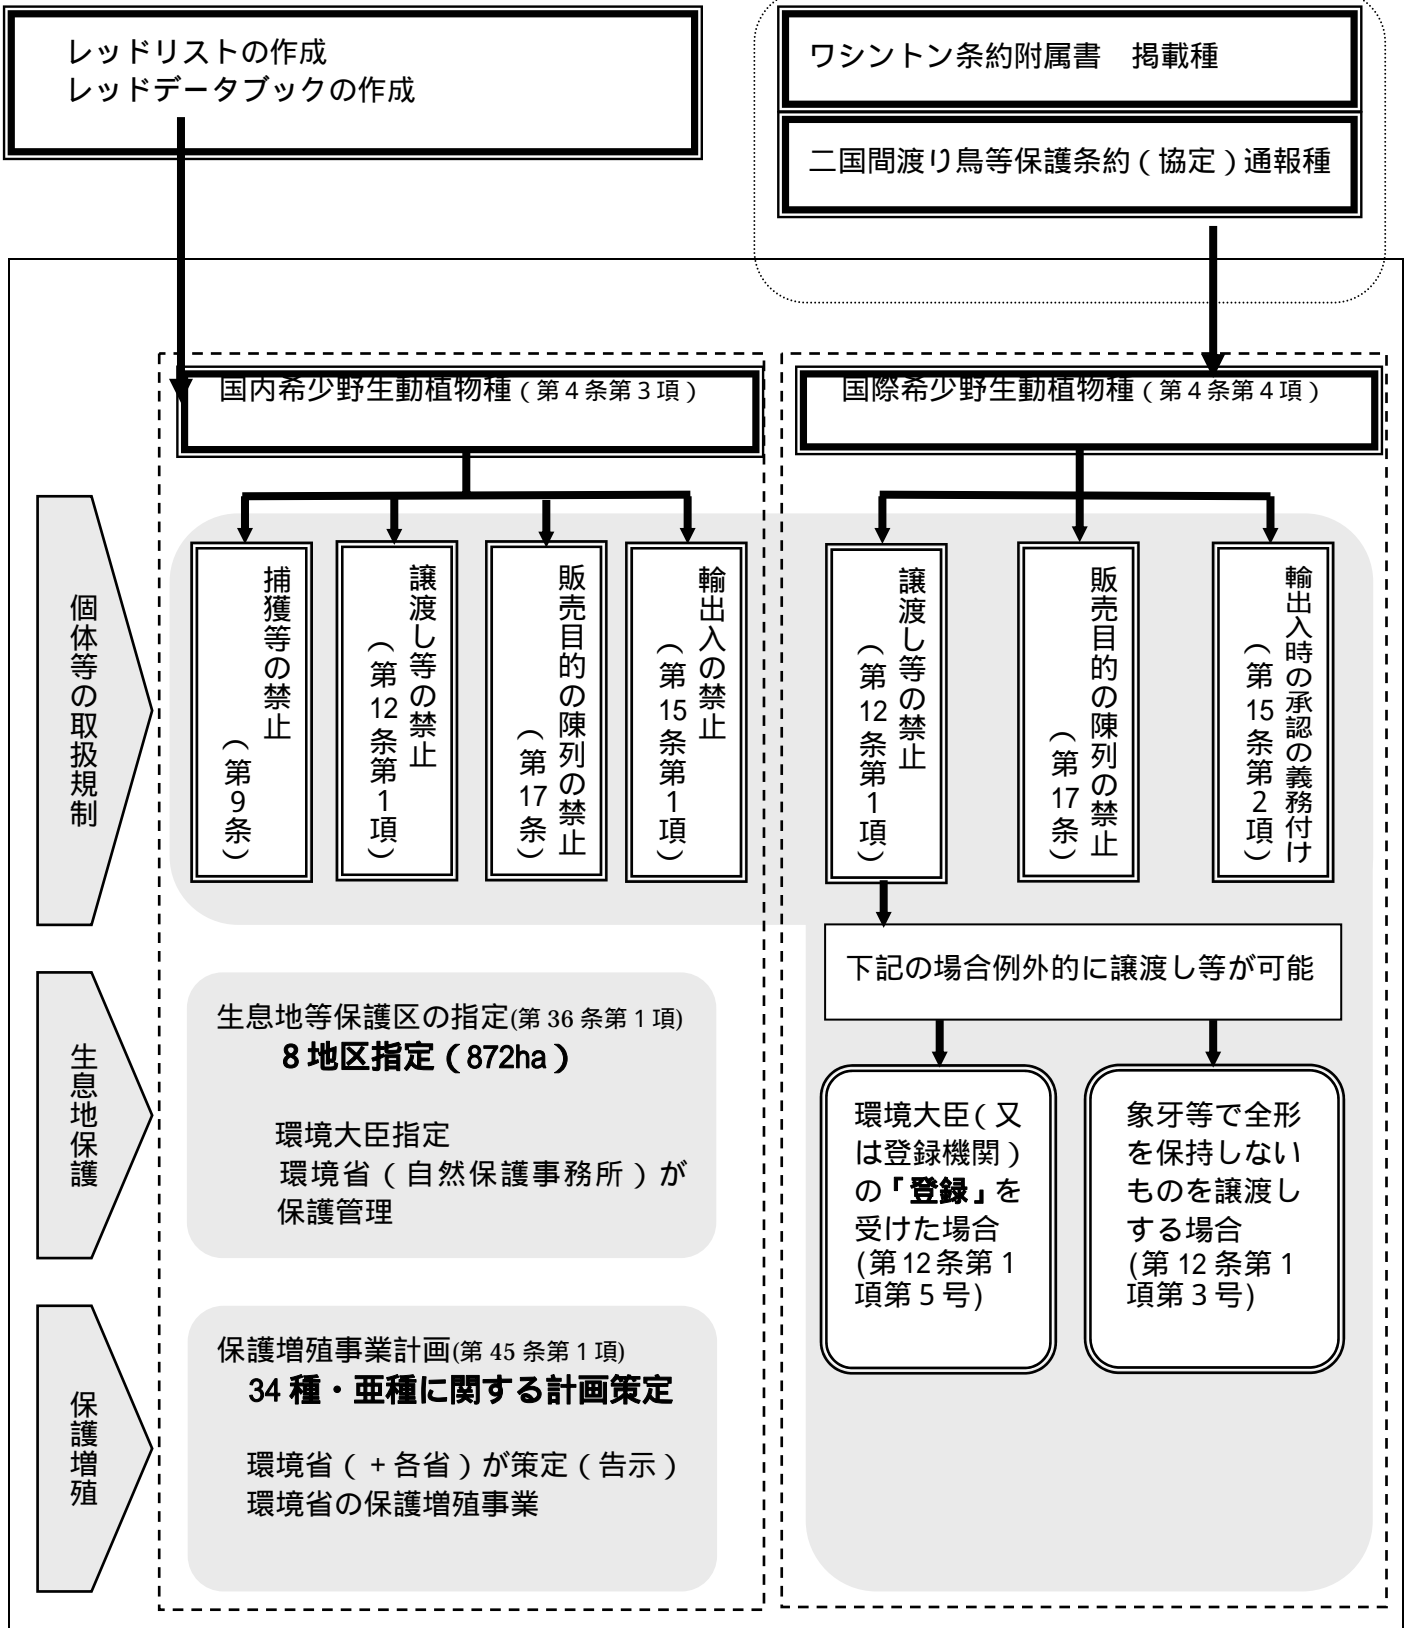 レッドリストの作成
レッドデータブックの作成
ワシントン条約附属書　掲載種
二国間渡り鳥等保護条約（協定）通報種
国内希少野生動植物種（第４条第３項）
国際希少野生動植物種（第４条第４項）
個体等の取扱規制
捕獲等の禁止
（第9条）
譲渡し等の禁止
（第12条第1項）
販売目的の陳列の禁止
（第17条）
輸出入の禁止
（第15条第1項）
譲渡し等の禁止
（第12条第1項）
販売目的の陳列の禁止
（第17条）
輸出入時の承認の義務付け
（第15条第2項）
下記の場合例外的に譲渡し等が可能
生息地保護
生息地等保護区の指定(第 36 条第 1 項)
8 地区指定（872ha）
環境大臣指定
環境省（自然保護事務所）が
保護管理
環境大臣（又
は登録機関）
の「登録」を
受けた場合
(第12条第１
項第５号)
象牙等で全形
を保持しない
ものを譲渡し
する場合
(第 12 条第１
項第３号)
保護増殖
保護増殖事業計画(第 45 条第 1 項)
34 種・亜種に関する計画策定
環境省（＋各省）が策定（告示）
環境省の保護増殖事業